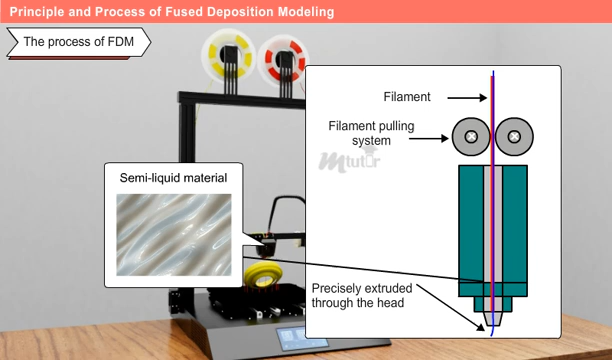 Principle and Process of Fused Deposition Modeling
The process of FDM
Filament
Filament pulling
system
mtutor
Semi-liquid material
Precisely extruded
through the head